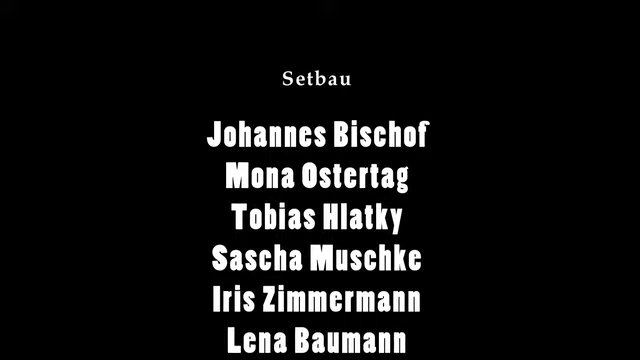 Setbau
Johannes Bischof
Mona Ostertag
Tobias Hlatky
Sascha Muschke
Iris Zimmermann
Lena Baumann